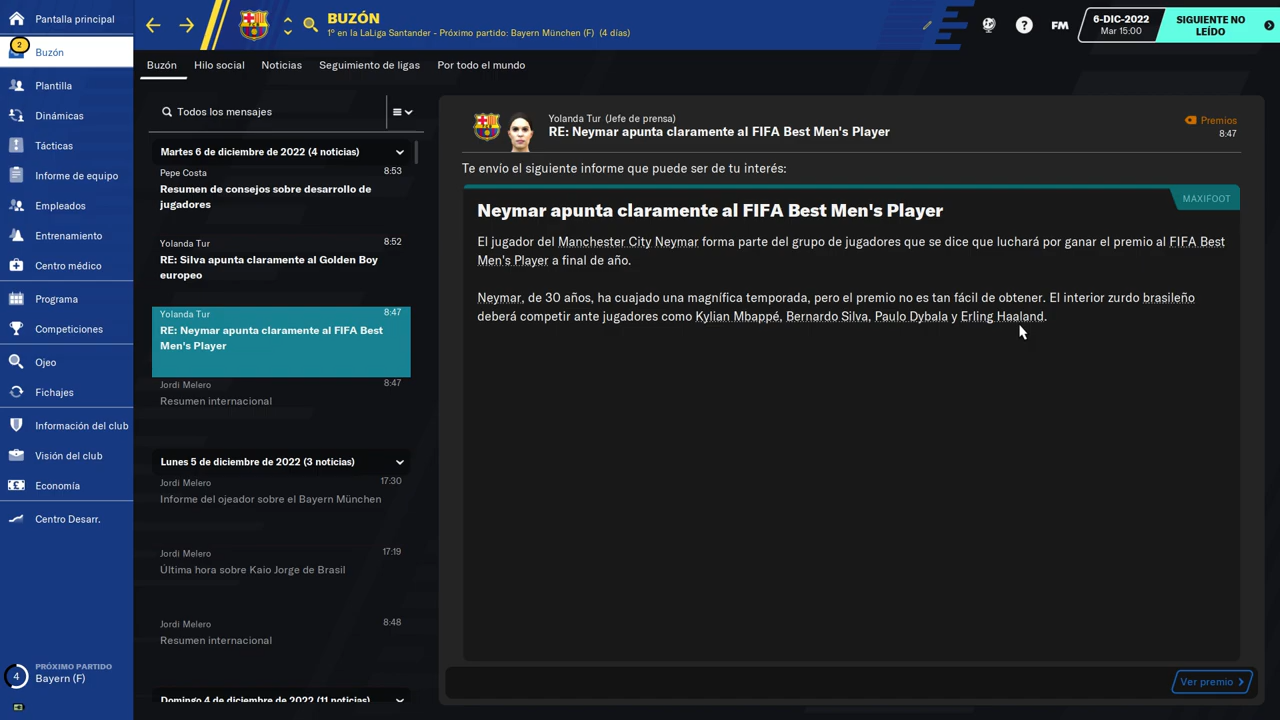 Pantalla principal
2
Buzón
Plantilla
Dinámicas
Tácticas
Informe de equipo
Empleados
Entrenamiento
Centro médico
Programa
Competiciones
Ojeo
Fichajes
Información del club
Visión del club
Economía
Centro Desarr.
4
PRÓXIMO PARTIDO
Bayern (F)
BUZÓN
1º en la LaLiga Santander - Próximo partido: Bayern München (F) (4 días)
?
FM
6-DIC-2022
Mar 15:00
SIGUIENTE NO
LEÍDO
Buzón
Hilo social
Noticias
Seguimiento de ligas
Por todo el mundo
Todos los mensajes
Martes 6 de diciembre de 2022 (4 noticias)
Pepe Costa 8:53
Resumen de consejos sobre desarrollo de
jugadores
Yolanda Tur 8:52
RE: Silva apunta claramente al Golden Boy
europeo
Yolanda Tur 8:47
RE: Neymar apunta claramente al FIFA Best
Men's Player
Jordi Melero 8:47
Resumen internacional
Lunes 5 de diciembre de 2022 (3 noticias)
Jordi Melero 17:30
Informe del ojeador sobre el Bayern München
Jordi Melero 17:19
Última hora sobre Kaio Jorge de Brasil
Jordi Melero 8:48
Resumen internacional
Domingo 4 de diciembre de 2022 (11 noticias)
Yolanda Tur (Jefe de prensa)
RE: Neymar apunta claramente al FIFA Best Men's Player
Premios
8:47
Te envío el siguiente informe que puede ser de tu interés:
MAXIFOOT
Neymar apunta claramente al FIFA Best Men's Player
El jugador del Manchester City Neymar forma parte del grupo de jugadores que se dice que luchará por ganar el premio al FIFA Best
Men's Player a final de año.
Neymar, de 30 años, ha cuajado una magnífica temporada, pero el premio no es tan fácil de obtener. El interior zurdo brasileño
deberá competir ante jugadores como Kylian Mbappé, Bernardo Silva, Paulo Dybala y Erling Haaland.
Ver premio